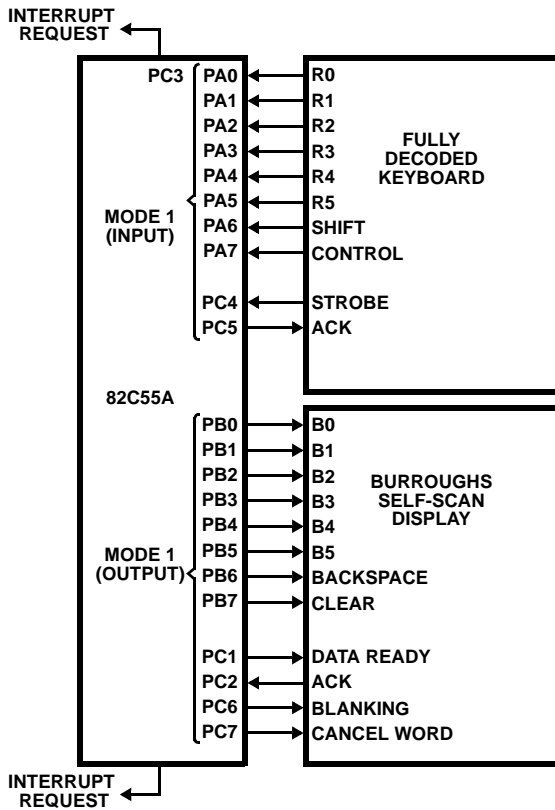 INTERRUPT
REQUEST
PC3 PA0 R0
PA1 R1
PA2 R2
PA3 R3
PA4 R4
PA5 R5
PA6 SHIFT
PA7 CONTROL
FULLY
DECODED
KEYBOARD
MODE 1
(INPUT)
PC4 STROBE
PC5 ACK
82C55A
PB0 B0
PB1 B1
PB2 B2
PB3 B3
PB4 B4
PB5 B5
PB6 BACKSPACE
PB7 CLEAR
BURROUGHS
SELF-SCAN
DISPLAY
MODE 1
(OUTPUT)
PC1 DATA READY
PC2 ACK
PC6 BLANKING
PC7 CANCEL WORD
INTERRUPT
REQUEST